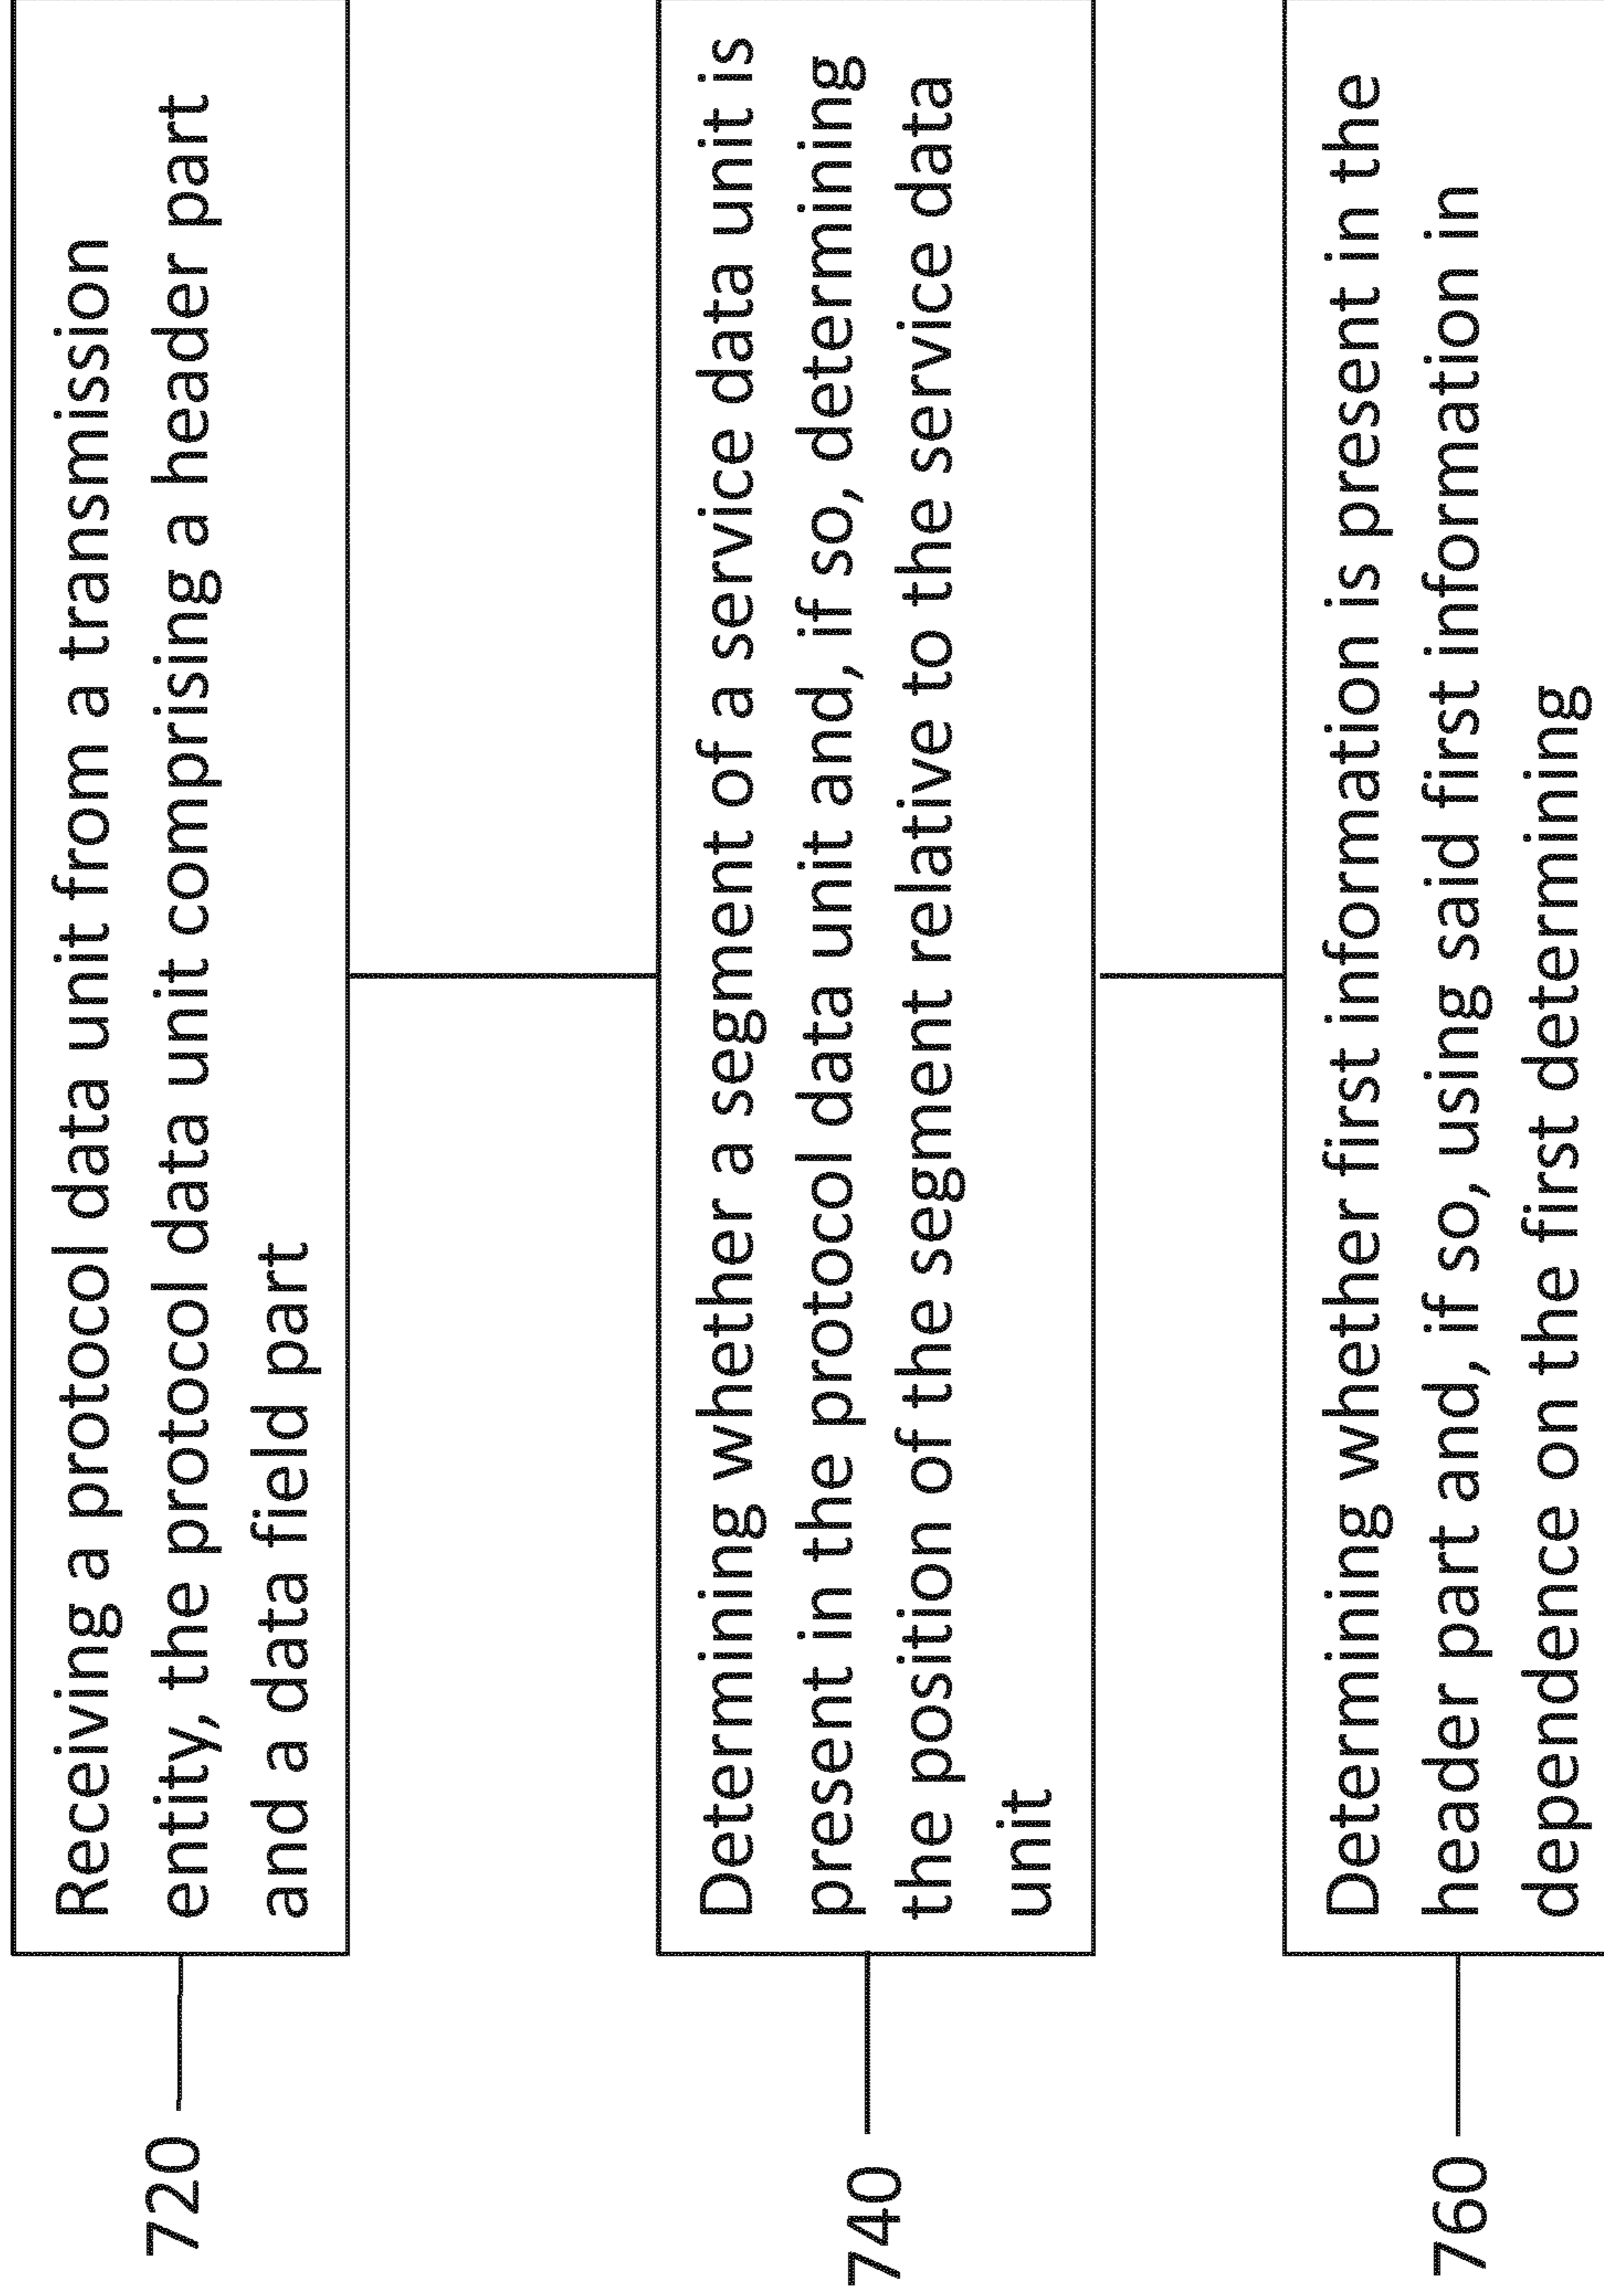 720
Receiving a protocol data unit from a transmission
entity, the protocol data unit comprising a header part
and a data field part
740
Determining whether a segment of a service data unit is
present in the protocol data unit and, if so, determining
the position of the segment relative to the service data
unit
760
Determining whether first information is present in the
header part and, if so, using said first information in
dependence on the first determining